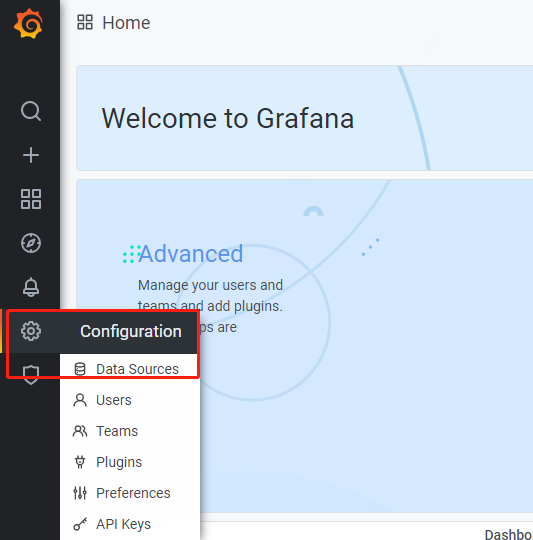 Home
Welcome to Grafana
Advanced
Manage your users and
teams and add plugins.
ps are
Configuration
Data Sources
Users
Teams
Plugins
Preferences
API Keys
Dashbo